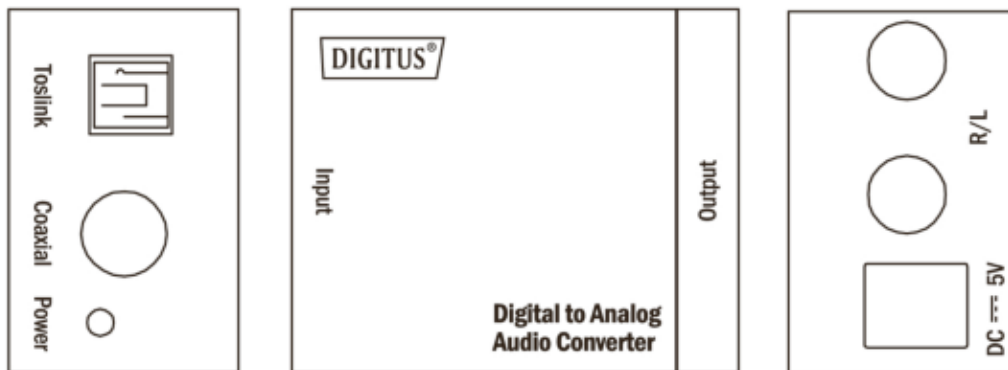 Toslink
Coaxial
Power
DIGITUS®
Input
Digital to Analog
Audio Converter
Output
R/L
DC ⎓ 5V